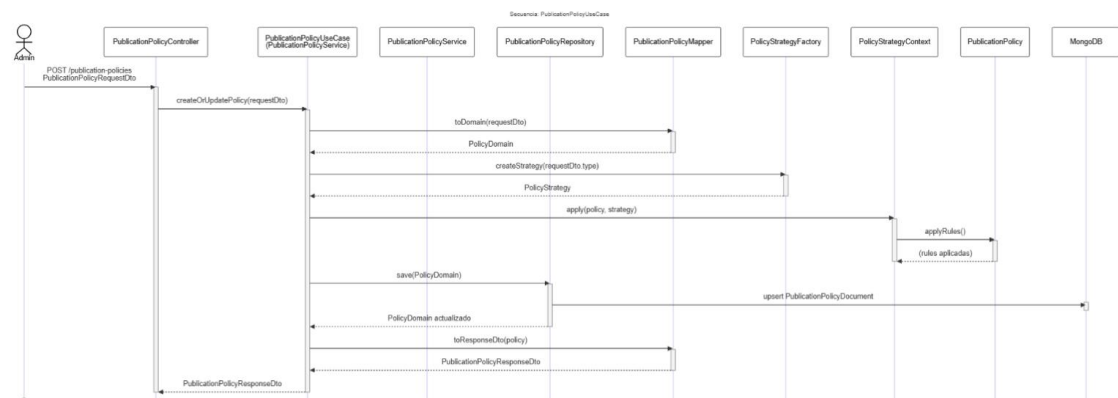 Secuencia: PublicationPolicyUseCase
PublicationPolicyController
PublicationPolicyUseCase
(PublicationPolicyService)
PublicationPolicyService
PublicationPolicyRepository
PublicationPolicyMapper
PolicyStrategyFactory
PolicyStrategyContext
PublicationPolicy
MongoDB
Admin
POST /publication-policies
PublicationPolicyRequestDto
createOrUpdatePolicy(requestDto)
toDomain(requestDto)
PolicyDomain
createStrategy(requestDto.type)
PolicyStrategy
apply(policy, strategy)
applyRules()
(rules aplicadas)
save(PolicyDomain)
upsert PublicationPolicyDocument
PolicyDomain actualizado
toResponseDto(policy)
PublicationPolicyResponseDto
PublicationPolicyResponseDto